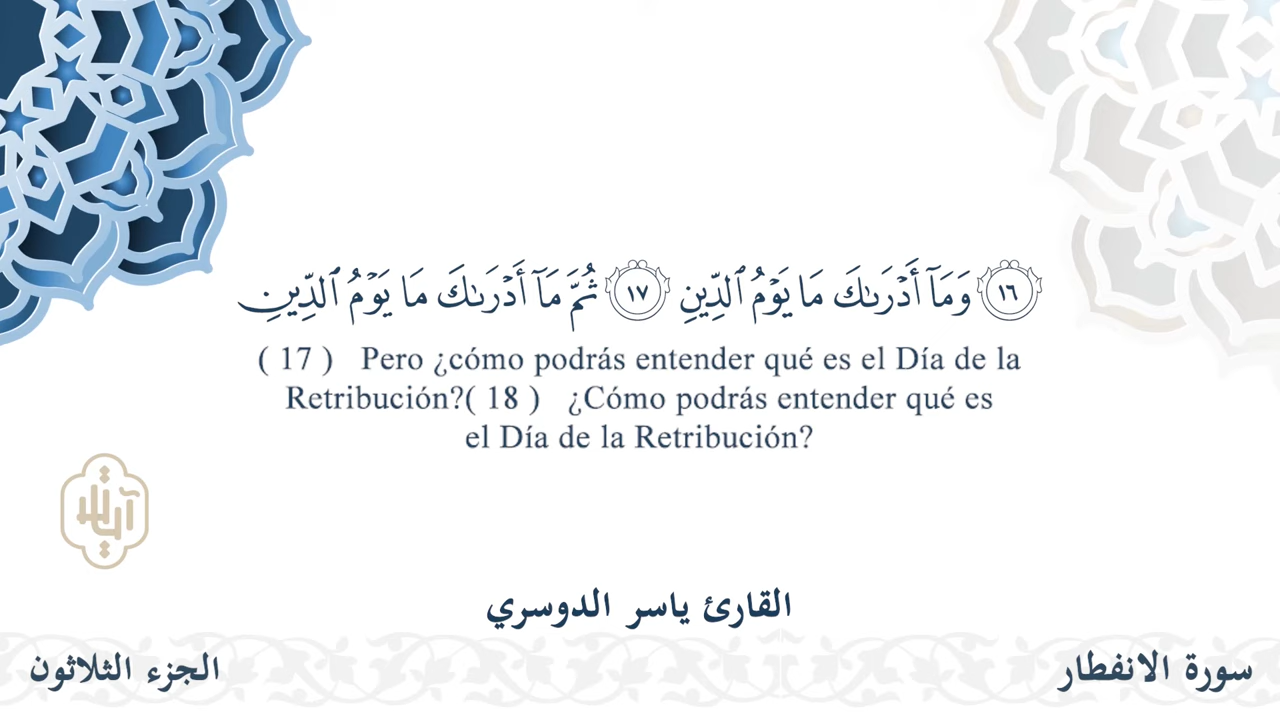 ١٦ وَمَآ أَدْرَىٰكَ مَا يَوْمُ ٱلدِّينِ ١٧ ثُمَّ مَآ أَدْرَىٰكَ مَا يَوْمُ ٱلدِّينِ
( 17 ) Pero ¿cómo podrás entender qué es el Día de la
Retribución?( 18 ) ¿Cómo podrás entender qué es
el Día de la Retribución?
القارئ ياسر الدوسري
سورة الانفطار
الجزء الثلاثون